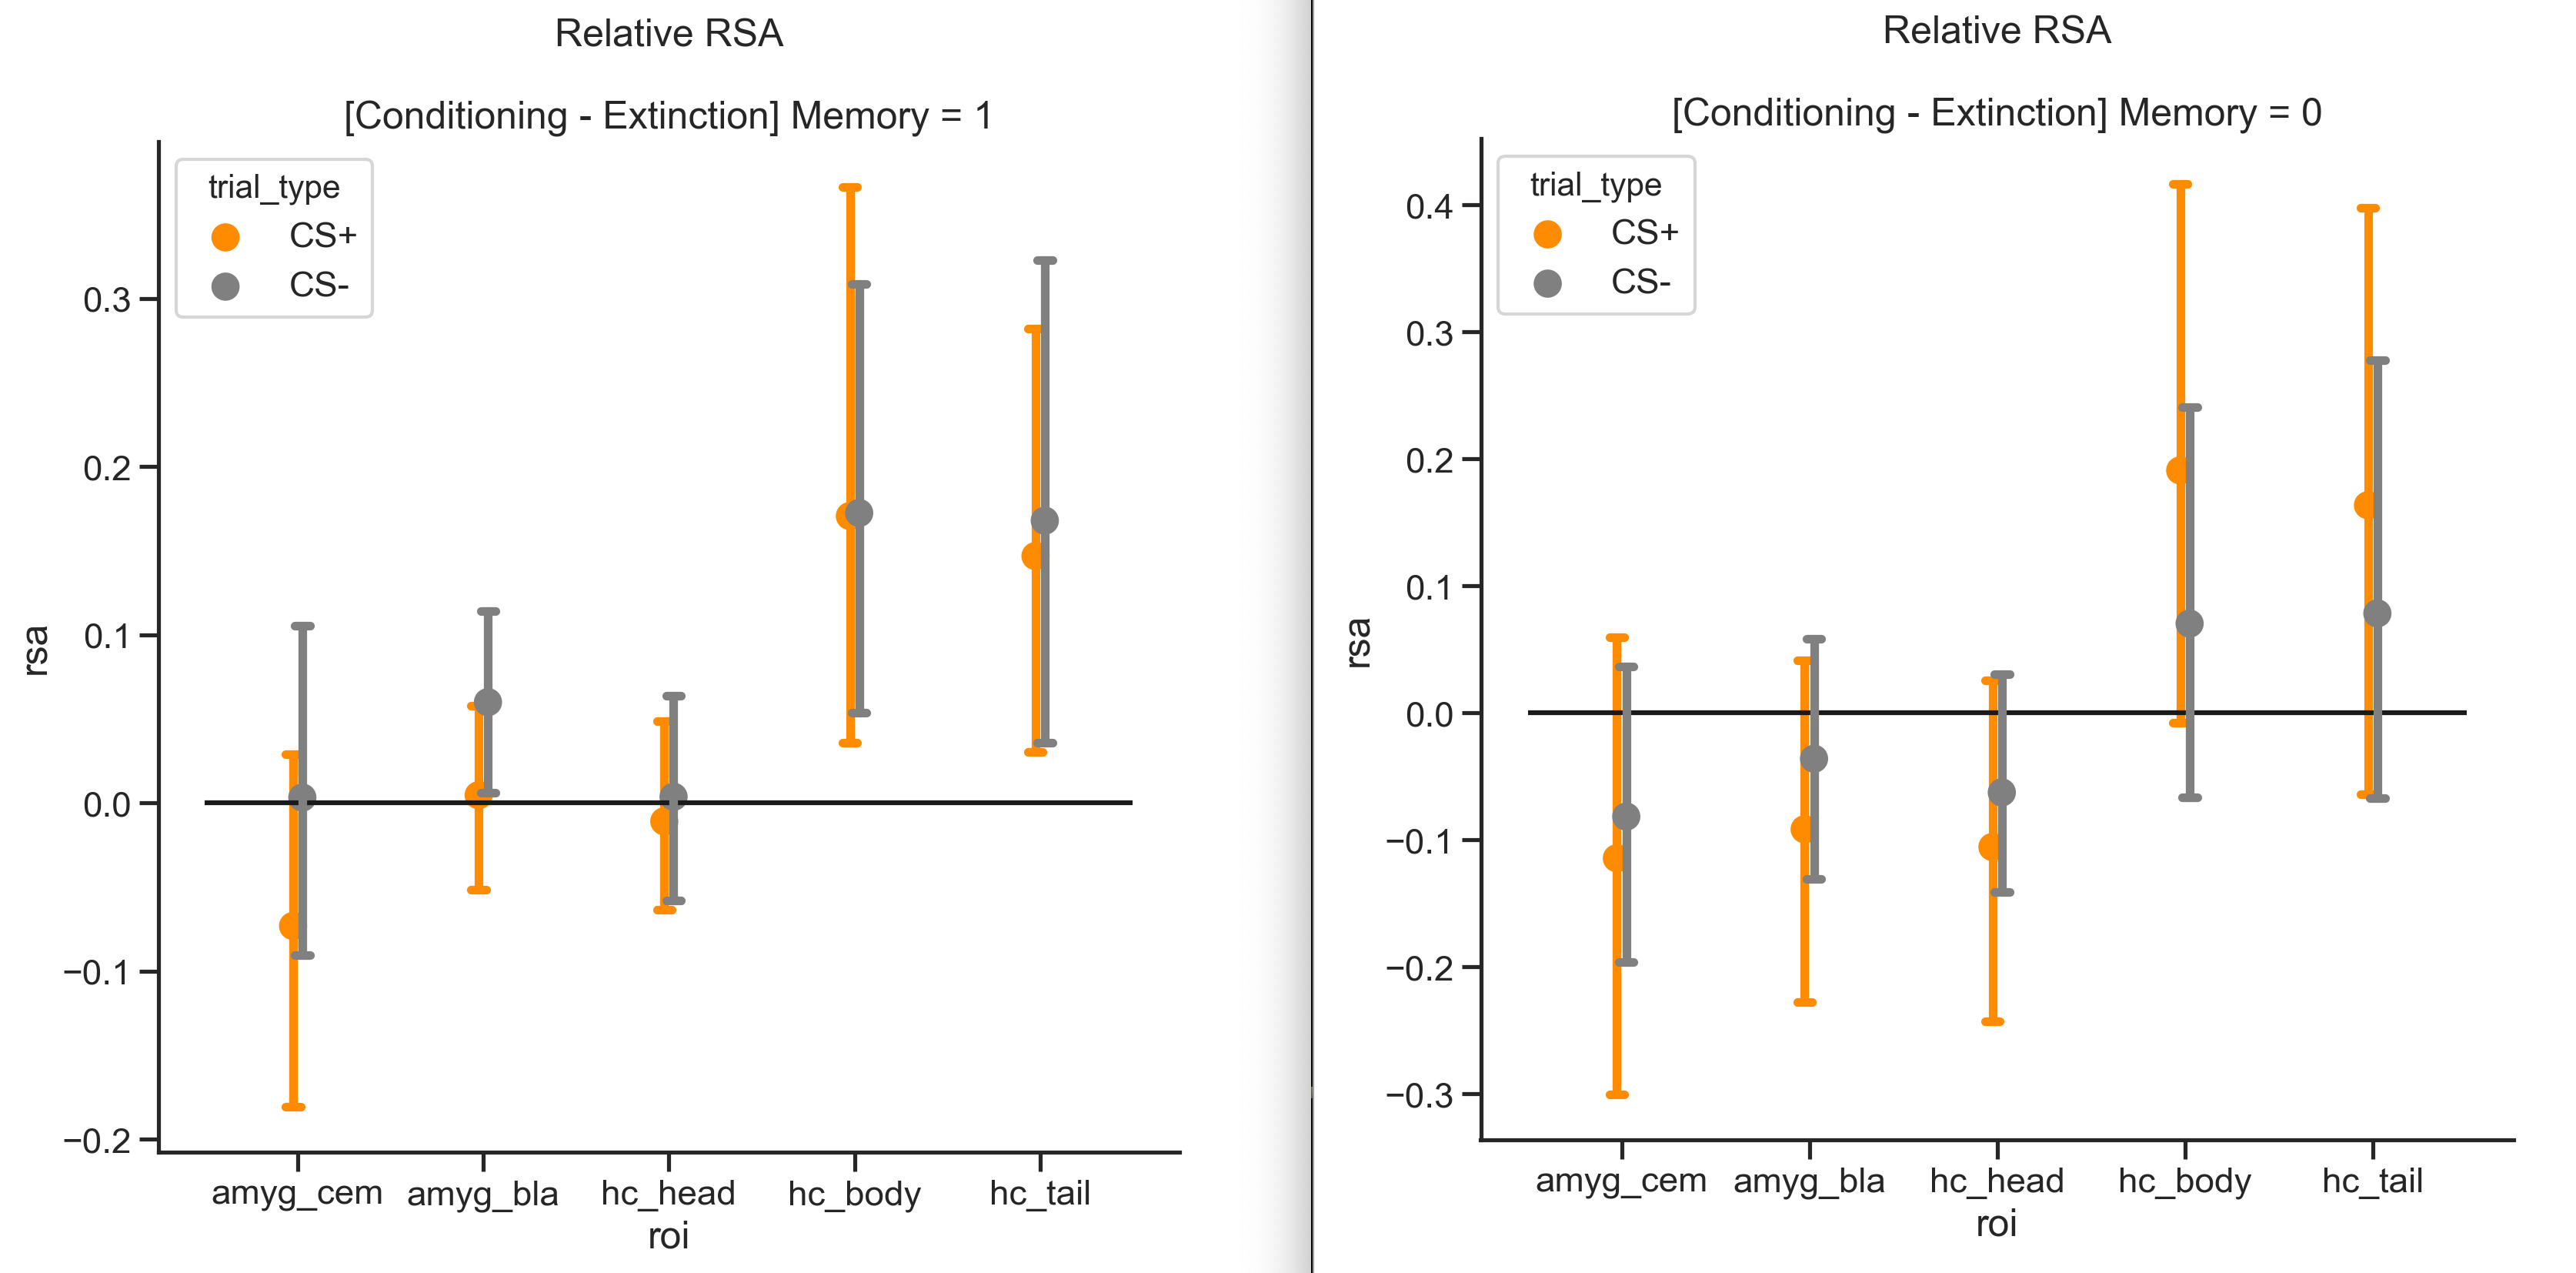 Relative RSA
[Conditioning - Extinction] Memory = 1
trial_type
CS+
CS-
0.3
0.2
0.1
0.0
−0.1
−0.2
rsa
amyg_cem amyg_bla hc_head hc_body hc_tail
roi
Relative RSA
[Conditioning - Extinction] Memory = 0
trial_type
CS+
CS-
0.4
0.3
0.2
0.1
0.0
−0.1
−0.2
−0.3
rsa
amyg_cem amyg_bla hc_head hc_body hc_tail
roi